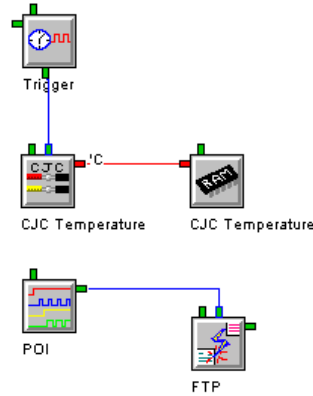 Trigger
CJC
'C
RAM
CJC Temperature
CJC Temperature
POI
FTP